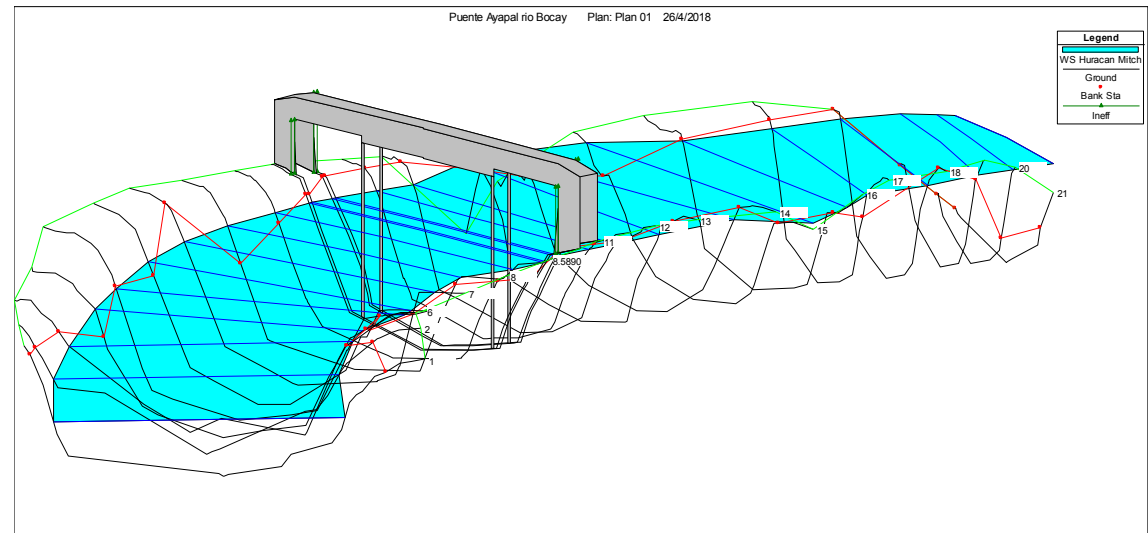 Puente Ayapal rio Bocay Plan: Plan 01 26/4/2018
Legend
WS Huracan Mitch
Ground
Bank Sta
Ineff
21
20
18
17
16
15
14
13
12
11
8.5890
8
7
6
2
1